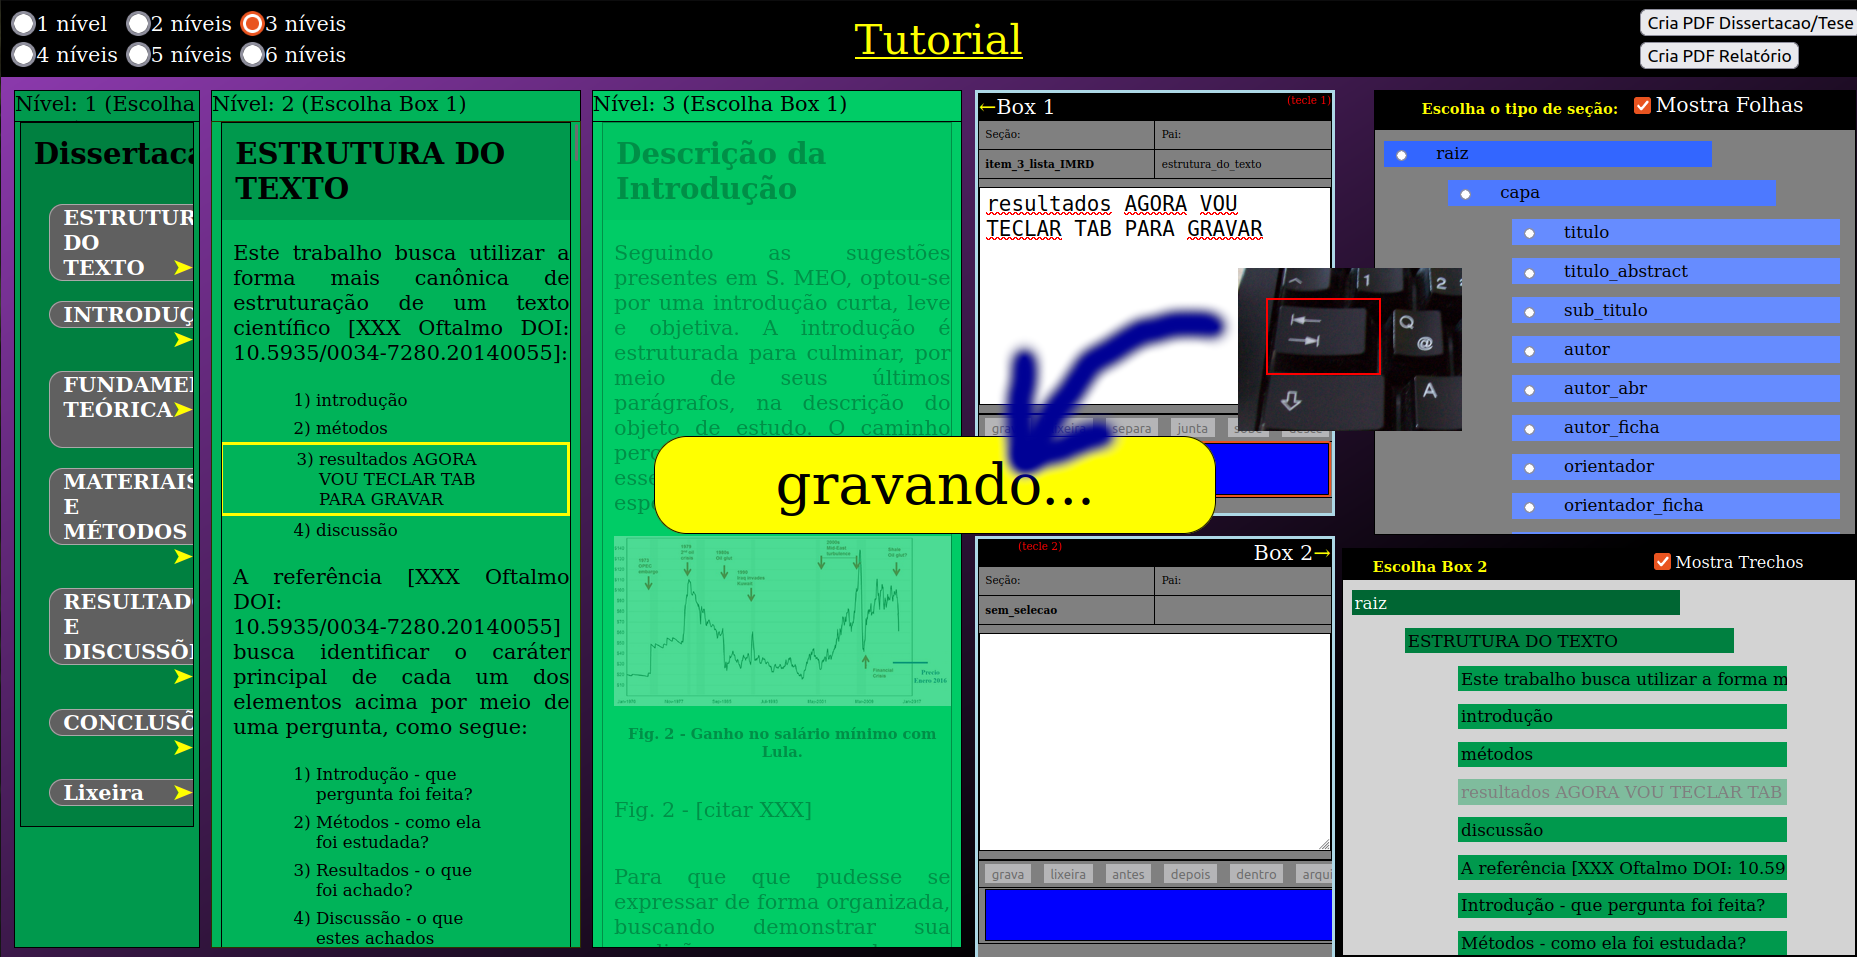 1 nível 2 níveis 3 níveis
4 níveis 5 níveis 6 níveis
Tutorial
Cria PDF Dissertacao/Tese
Cria PDF Relatório
Nível: 1 (Escolha
Dissertaca
ESTRUTUR
DO
TEXTO ➤
INTRODUÇ
➤
FUNDAME
TEÓRICA➤
MATERIAIS
E
MÉTODOS
➤
RESULTAD
E
DISCUSSÕ
➤
CONCLUSÕ
➤
Lixeira ➤
Nível: 2 (Escolha Box 1)
ESTRUTURA DO
TEXTO
Este trabalho busca utilizar a
forma mais canônica de
estruturação de um texto
científico [XXX Oftalmo DOI:
10.5935/0034-7280.20140055]:
1) introdução
2) métodos
3) resultados AGORA
VOU TECLAR TAB
PARA GRAVAR
4) discussão
A referência [XXX Oftalmo
DOI:
10.5935/0034-7280.20140055]
busca identificar o caráter
principal de cada um dos
elementos acima por meio de
uma pergunta, como segue:
1) Introdução - que
pergunta foi feita?
2) Métodos - como ela
foi estudada?
3) Resultados - o que
foi achado?
4) Discussão - o que
estes achados
Nível: 3 (Escolha Box 1)
Descrição da
Introdução
Seguindo as sugestões
presentes em S. MEO, optou-se
por uma introdução curta, leve
e objetiva. A introdução é
estruturada para culminar, por
meio de seus últimos
parágrafos, na descrição do
objeto de estudo. O caminho
perc
esse
espe
gravando...
Fig. 2 - Ganho no salário mínimo com
Lula.
Fig. 2 - [citar XXX]
Para que que pudesse se
expressar de forma organizada,
buscando demonstrar sua
←Box 1 (tecle 1)
Seção: Pai:
item_3_lista_IMRD estrutura_do_texto
resultados AGORA VOU
TECLAR TAB PARA GRAVAR
1 2
Q
@
A
grav lixeira separa junta
(tecle 2) Box 2→
Seção: Pai:
sem_selecao
grava lixeira antes depois dentro arqui
Escolha o tipo de seção: Mostra Folhas
raiz
capa
titulo
titulo_abstract
sub_titulo
autor
autor_abr
autor_ficha
orientador
orientador_ficha
Escolha Box 2 Mostra Trechos
raiz
ESTRUTURA DO TEXTO
Este trabalho busca utilizar a forma m
introdução
métodos
resultados AGORA VOU TECLAR TAB
discussão
A referência [XXX Oftalmo DOI: 10.59
Introdução - que pergunta foi feita?
Métodos - como ela foi estudada?